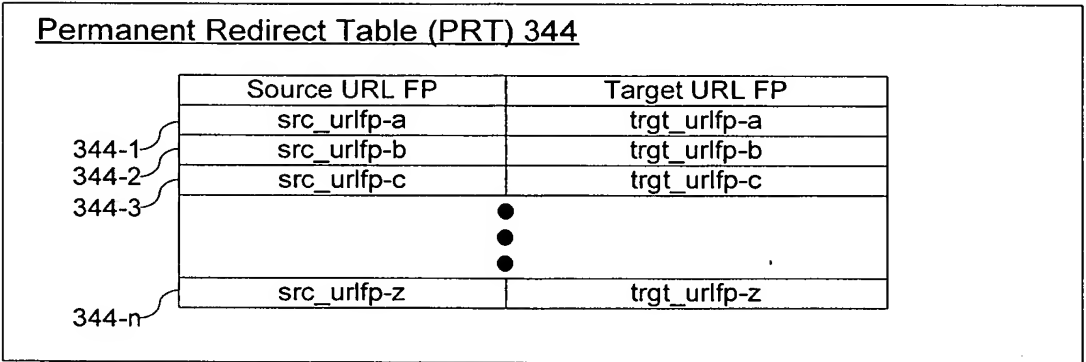 Permanent Redirect Table (PRT) 344
Source URL FP Target URL FP
src_urlfp-a trgt_urlfp-a
344-1 src_urlfp-b trgt_urlfp-b
344-2 src_urlfp-c trgt_urlfp-c
344-3
src_urlfp-z trgt_urlfp-z
344-n